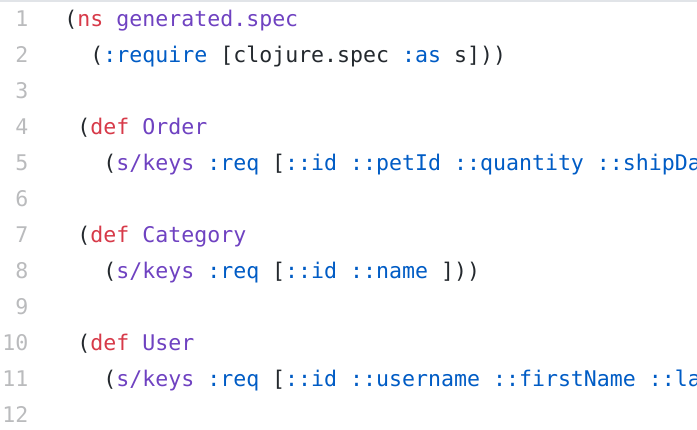 1 (ns generated.spec
2 (:require [clojure.spec :as s]))
3
4 (def Order
5 (s/keys :req [::id ::petId ::quantity ::shipDa
6
7 (def Category
8 (s/keys :req [::id ::name ]))
9
10 (def User
11 (s/keys :req [::id ::username ::firstName ::la
12